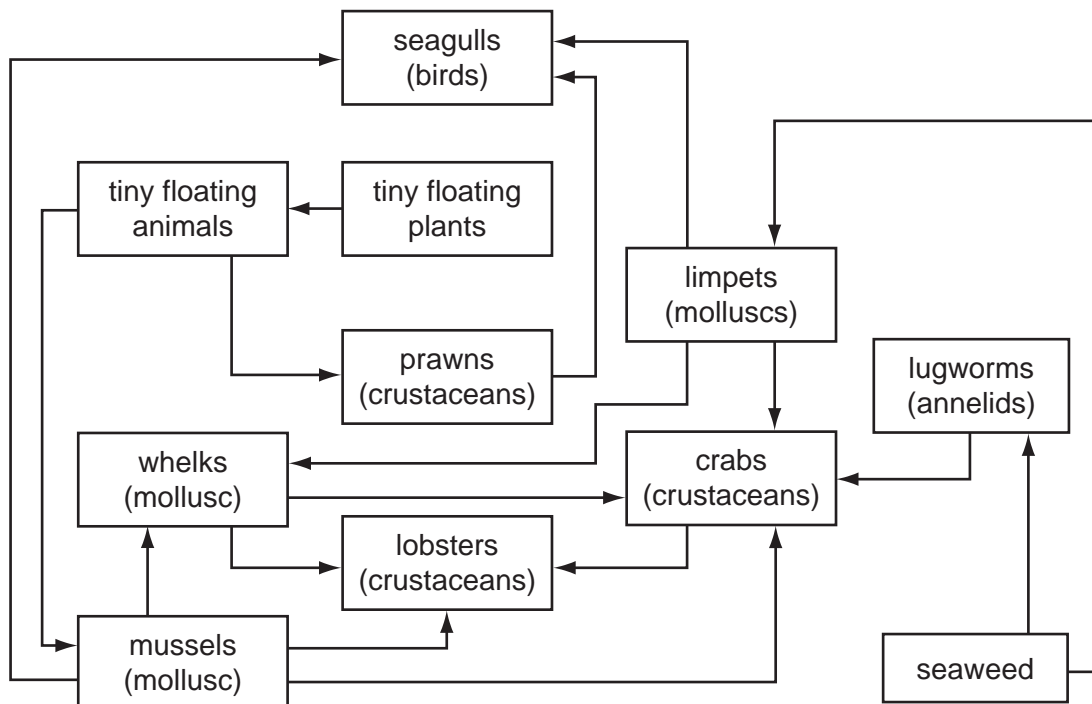 seagulls
(birds)
tiny floating
animals
tiny floating
plants
limpets
(molluscs)
prawns
(crustaceans)
lugworms
(annelids)
whelks
(mollusc)
crabs
(crustaceans)
lobsters
(crustaceans)
mussels
(mollusc)
seaweed